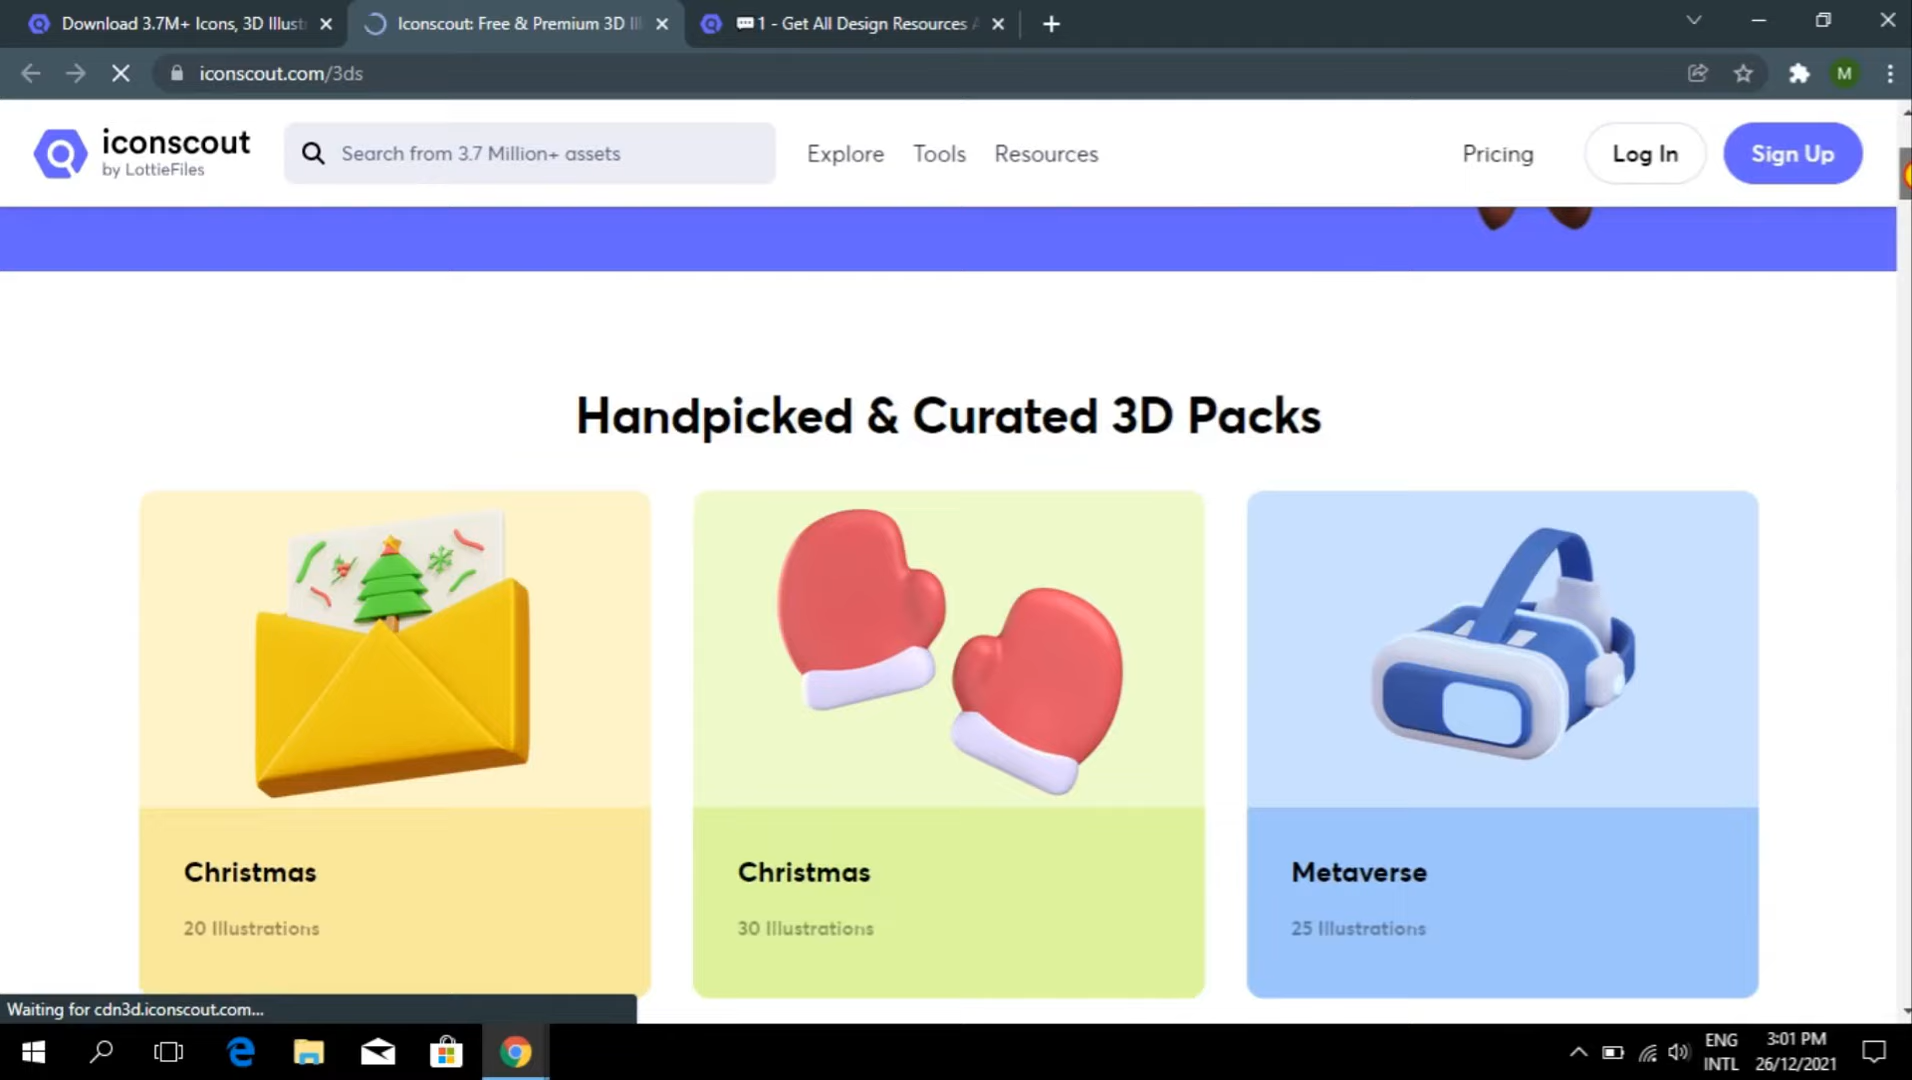 Download 3.7M+ Icons, 3D Illust
Iconscout: Free & Premium 3D Ill
1 - Get All Design Resources A
iconscout.com/3ds
M
iconscout
by LottieFiles
Search from 3.7 Million+ assets
Explore
Tools
Resources
Pricing
Log In
Sign Up
Handpicked & Curated 3D Packs
Christmas
20 Illustrations
Christmas
30 Illustrations
Metaverse
25 Illustrations
Waiting for cdn3d.iconscout.com...
ENG
INTL
3:01 PM
26/12/2021